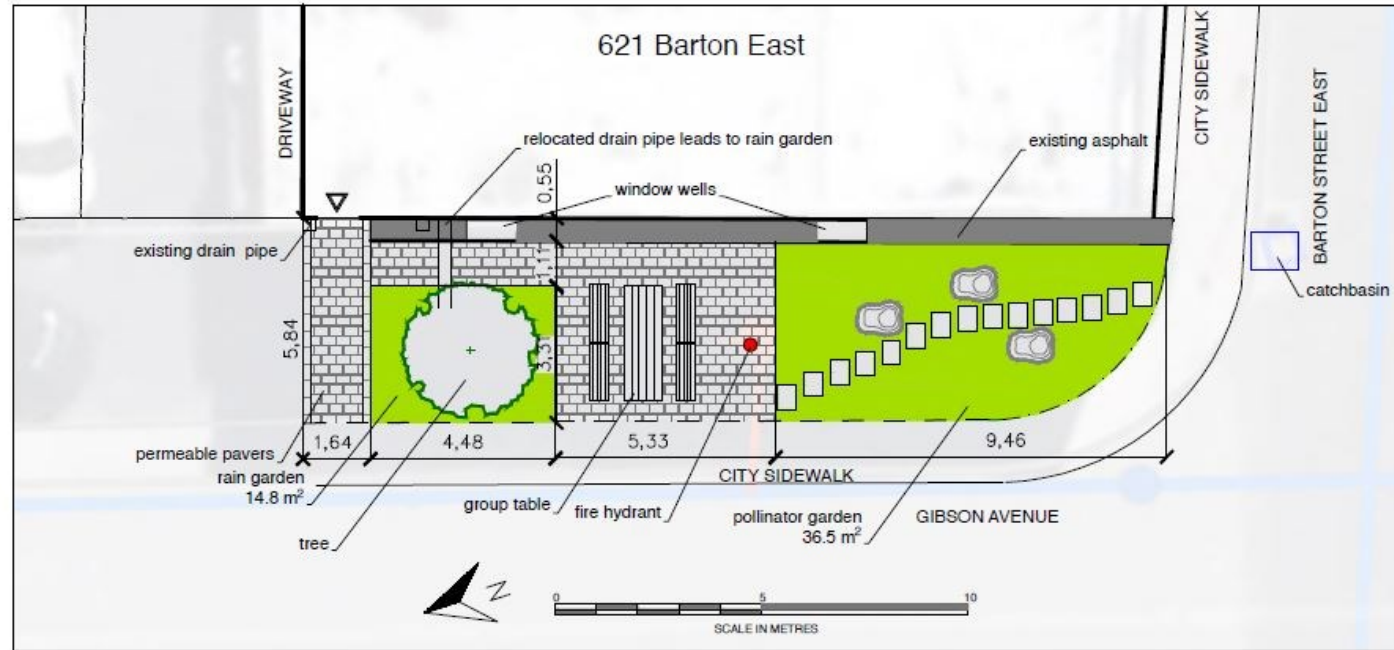 621 Barton East
DRIVEWAY
CITY SIDEWALK
BARTON STREET EAST
relocated drain pipe leads to rain garden
existing asphalt
0,55
window wells
existing drain pipe
1,11
catchbasin
5,84
3,31
1,64
4,48
5,33
9,46
permeable pavers
rain garden
14.8 m²
CITY SIDEWALK
group table
fire hydrant
pollinator garden
36.5 m²
GIBSON AVENUE
tree
N
0
5
10
SCALE IN METRES